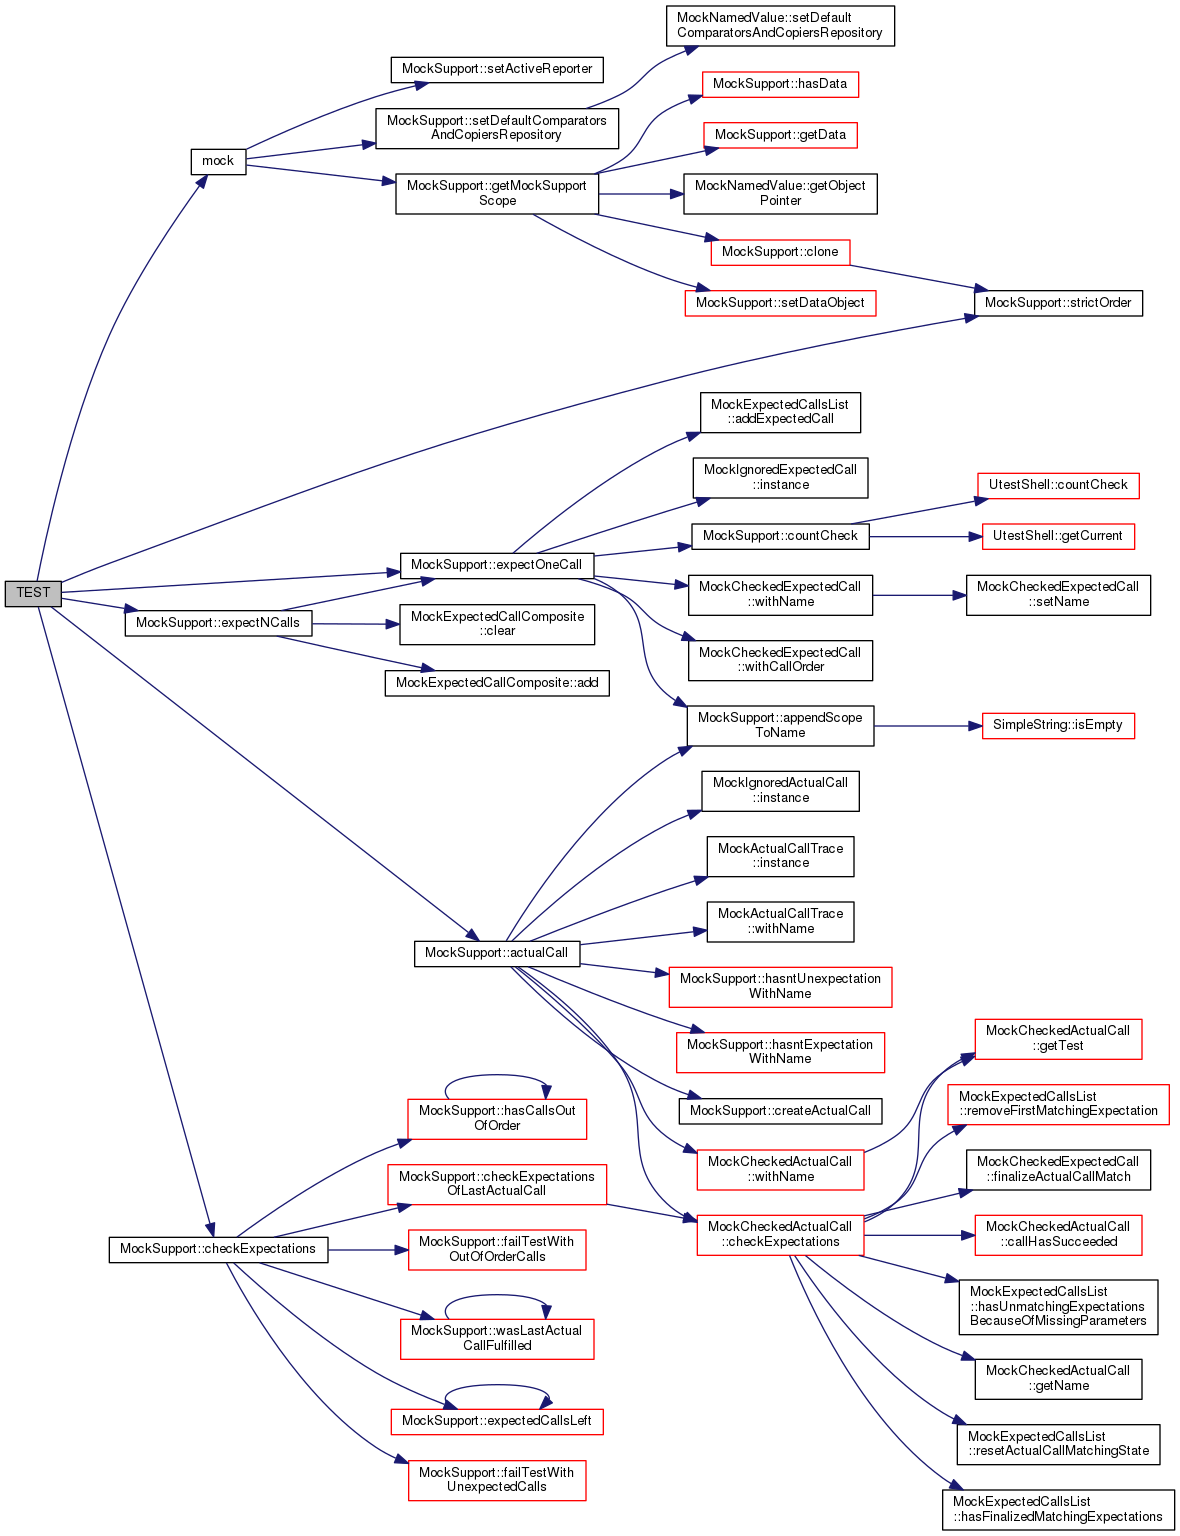 MockNamedValue::setDefault
ComparatorsAndCopiersRepository
MockSupport::setActiveReporter
MockSupport::hasData
MockSupport::setDefaultComparators
AndCopiersRepository
MockSupport::getData
mock
MockSupport::getMockSupport
Scope
MockNamedValue::getObject
Pointer
MockSupport::clone
MockSupport::setDataObject
MockSupport::strictOrder
MockExpectedCallsList
::addExpectedCall
MockIgnoredExpectedCall
::instance
UtestShell::countCheck
MockSupport::countCheck
UtestShell::getCurrent
MockSupport::expectOneCall
TEST
MockCheckedExpectedCall
::withName
MockCheckedExpectedCall
::setName
MockSupport::expectNCalls
MockExpectedCallComposite
::clear
MockCheckedExpectedCall
::withCallOrder
MockExpectedCallComposite::add
MockSupport::appendScope
ToName
SimpleString::isEmpty
MockIgnoredActualCall
::instance
MockActualCallTrace
::instance
MockActualCallTrace
::withName
MockSupport::actualCall
MockSupport::hasntUnexpectation
WithName
MockSupport::hasntExpectation
WithName
MockCheckedActualCall
::getTest
MockSupport::createActualCall
MockExpectedCallsList
::removeFirstMatchingExpectation
MockSupport::hasCallsOut
OfOrder
MockCheckedActualCall
::withName
MockCheckedExpectedCall
::finalizeActualCallMatch
MockSupport::checkExpectations
OfLastActualCall
MockCheckedActualCall
::checkExpectations
MockCheckedActualCall
::callHasSucceeded
MockSupport::checkExpectations
MockSupport::failTestWith
OutOfOrderCalls
MockExpectedCallsList
::hasUnmatchingExpectations
BecauseOfMissingParameters
MockSupport::wasLastActual
CallFulfilled
MockCheckedActualCall
::getName
MockSupport::expectedCallsLeft
MockExpectedCallsList
::resetActualCallMatchingState
MockSupport::failTestWith
UnexpectedCalls
MockExpectedCallsList
::hasFinalizedMatchingExpectations